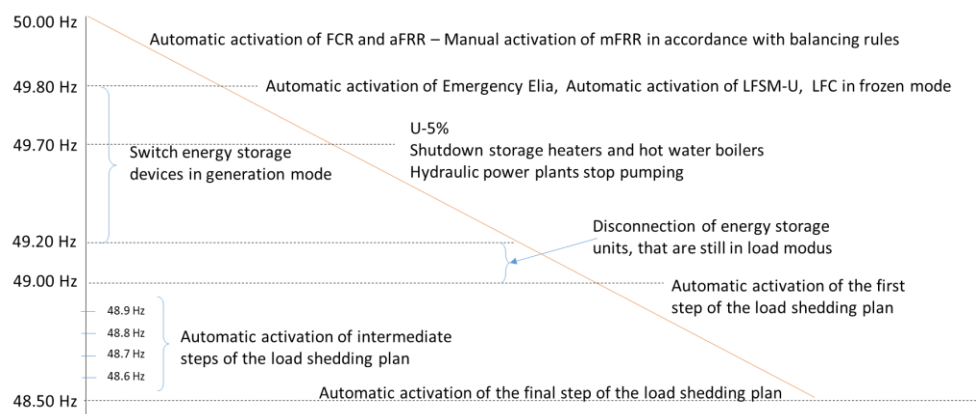 50.00 Hz
Automatic activation of FCR and aFRR – Manual activation of mFRR in accordance with balancing rules
49.80 Hz
Automatic activation of Emergency Elia, Automatic activation of LFSM-U, LFC in frozen mode
U-5%
49.70 Hz
Shutdown storage heaters and hot water boilers
Hydraulic power plants stop pumping
Switch energy storage
devices in generation mode
49.20 Hz
Disconnection of energy storage
units, that are still in load modus
49.00 Hz
Automatic activation of the first
step of the load shedding plan
48.9 Hz
48.8 Hz
48.7 Hz
48.6 Hz
Automatic activation of intermediate
steps of the load shedding plan
48.50 Hz
Automatic activation of the final step of the load shedding plan